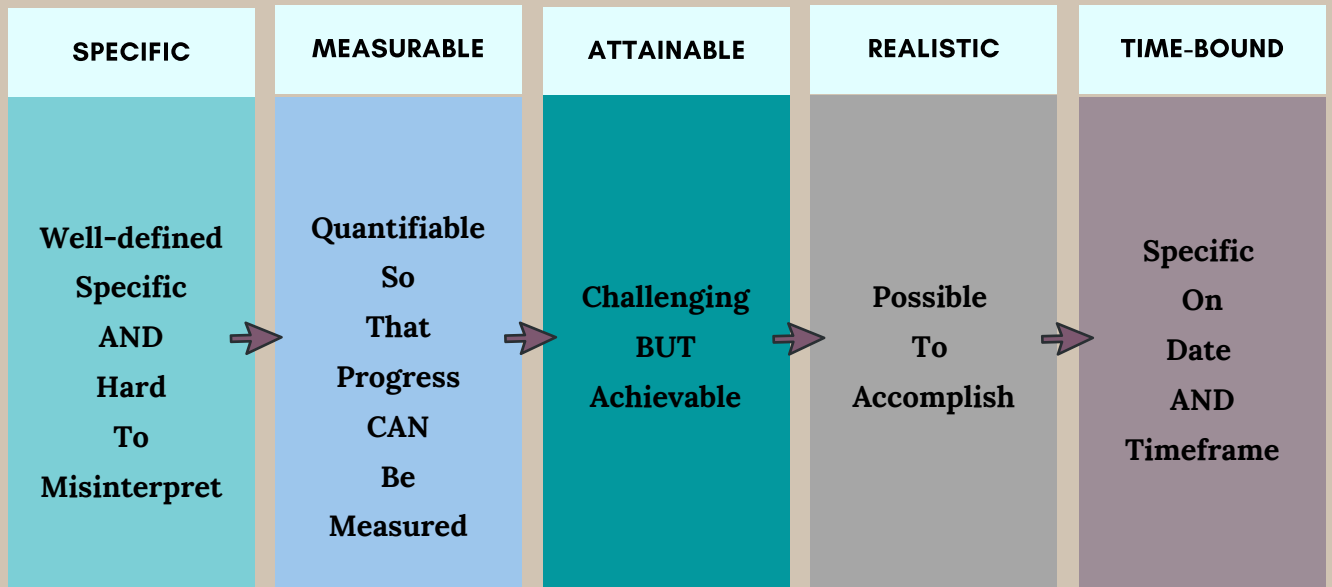 SPECIFIC
Well-defined
Specific
AND
Hard
To
Misinterpret
MEASURABLE
Quantifiable
So
That
Progress
CAN
Be
Measured
ATTAINABLE
Challenging
BUT
Achievable
REALISTIC
Possible
To
Accomplish
TIME-BOUND
Specific
On
Date
AND
Timeframe